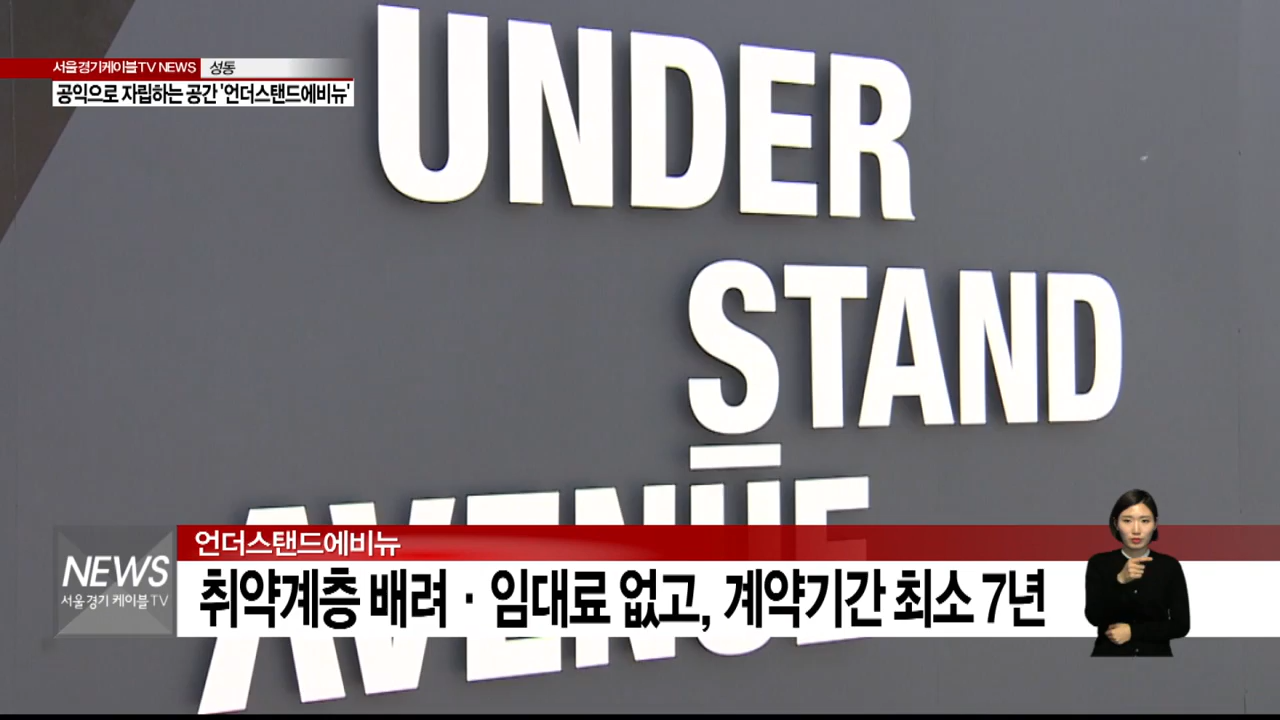 서울경기케이블TV NEWS 성동
공익으로 자립하는 공간 '언더스탠드에비뉴'
UNDER
STAND
AVENUE
NEWS
서울경기 케이블TV
언더스탠드에비뉴
취약계층 배려·임대료 없고, 계약기간 최소 7년